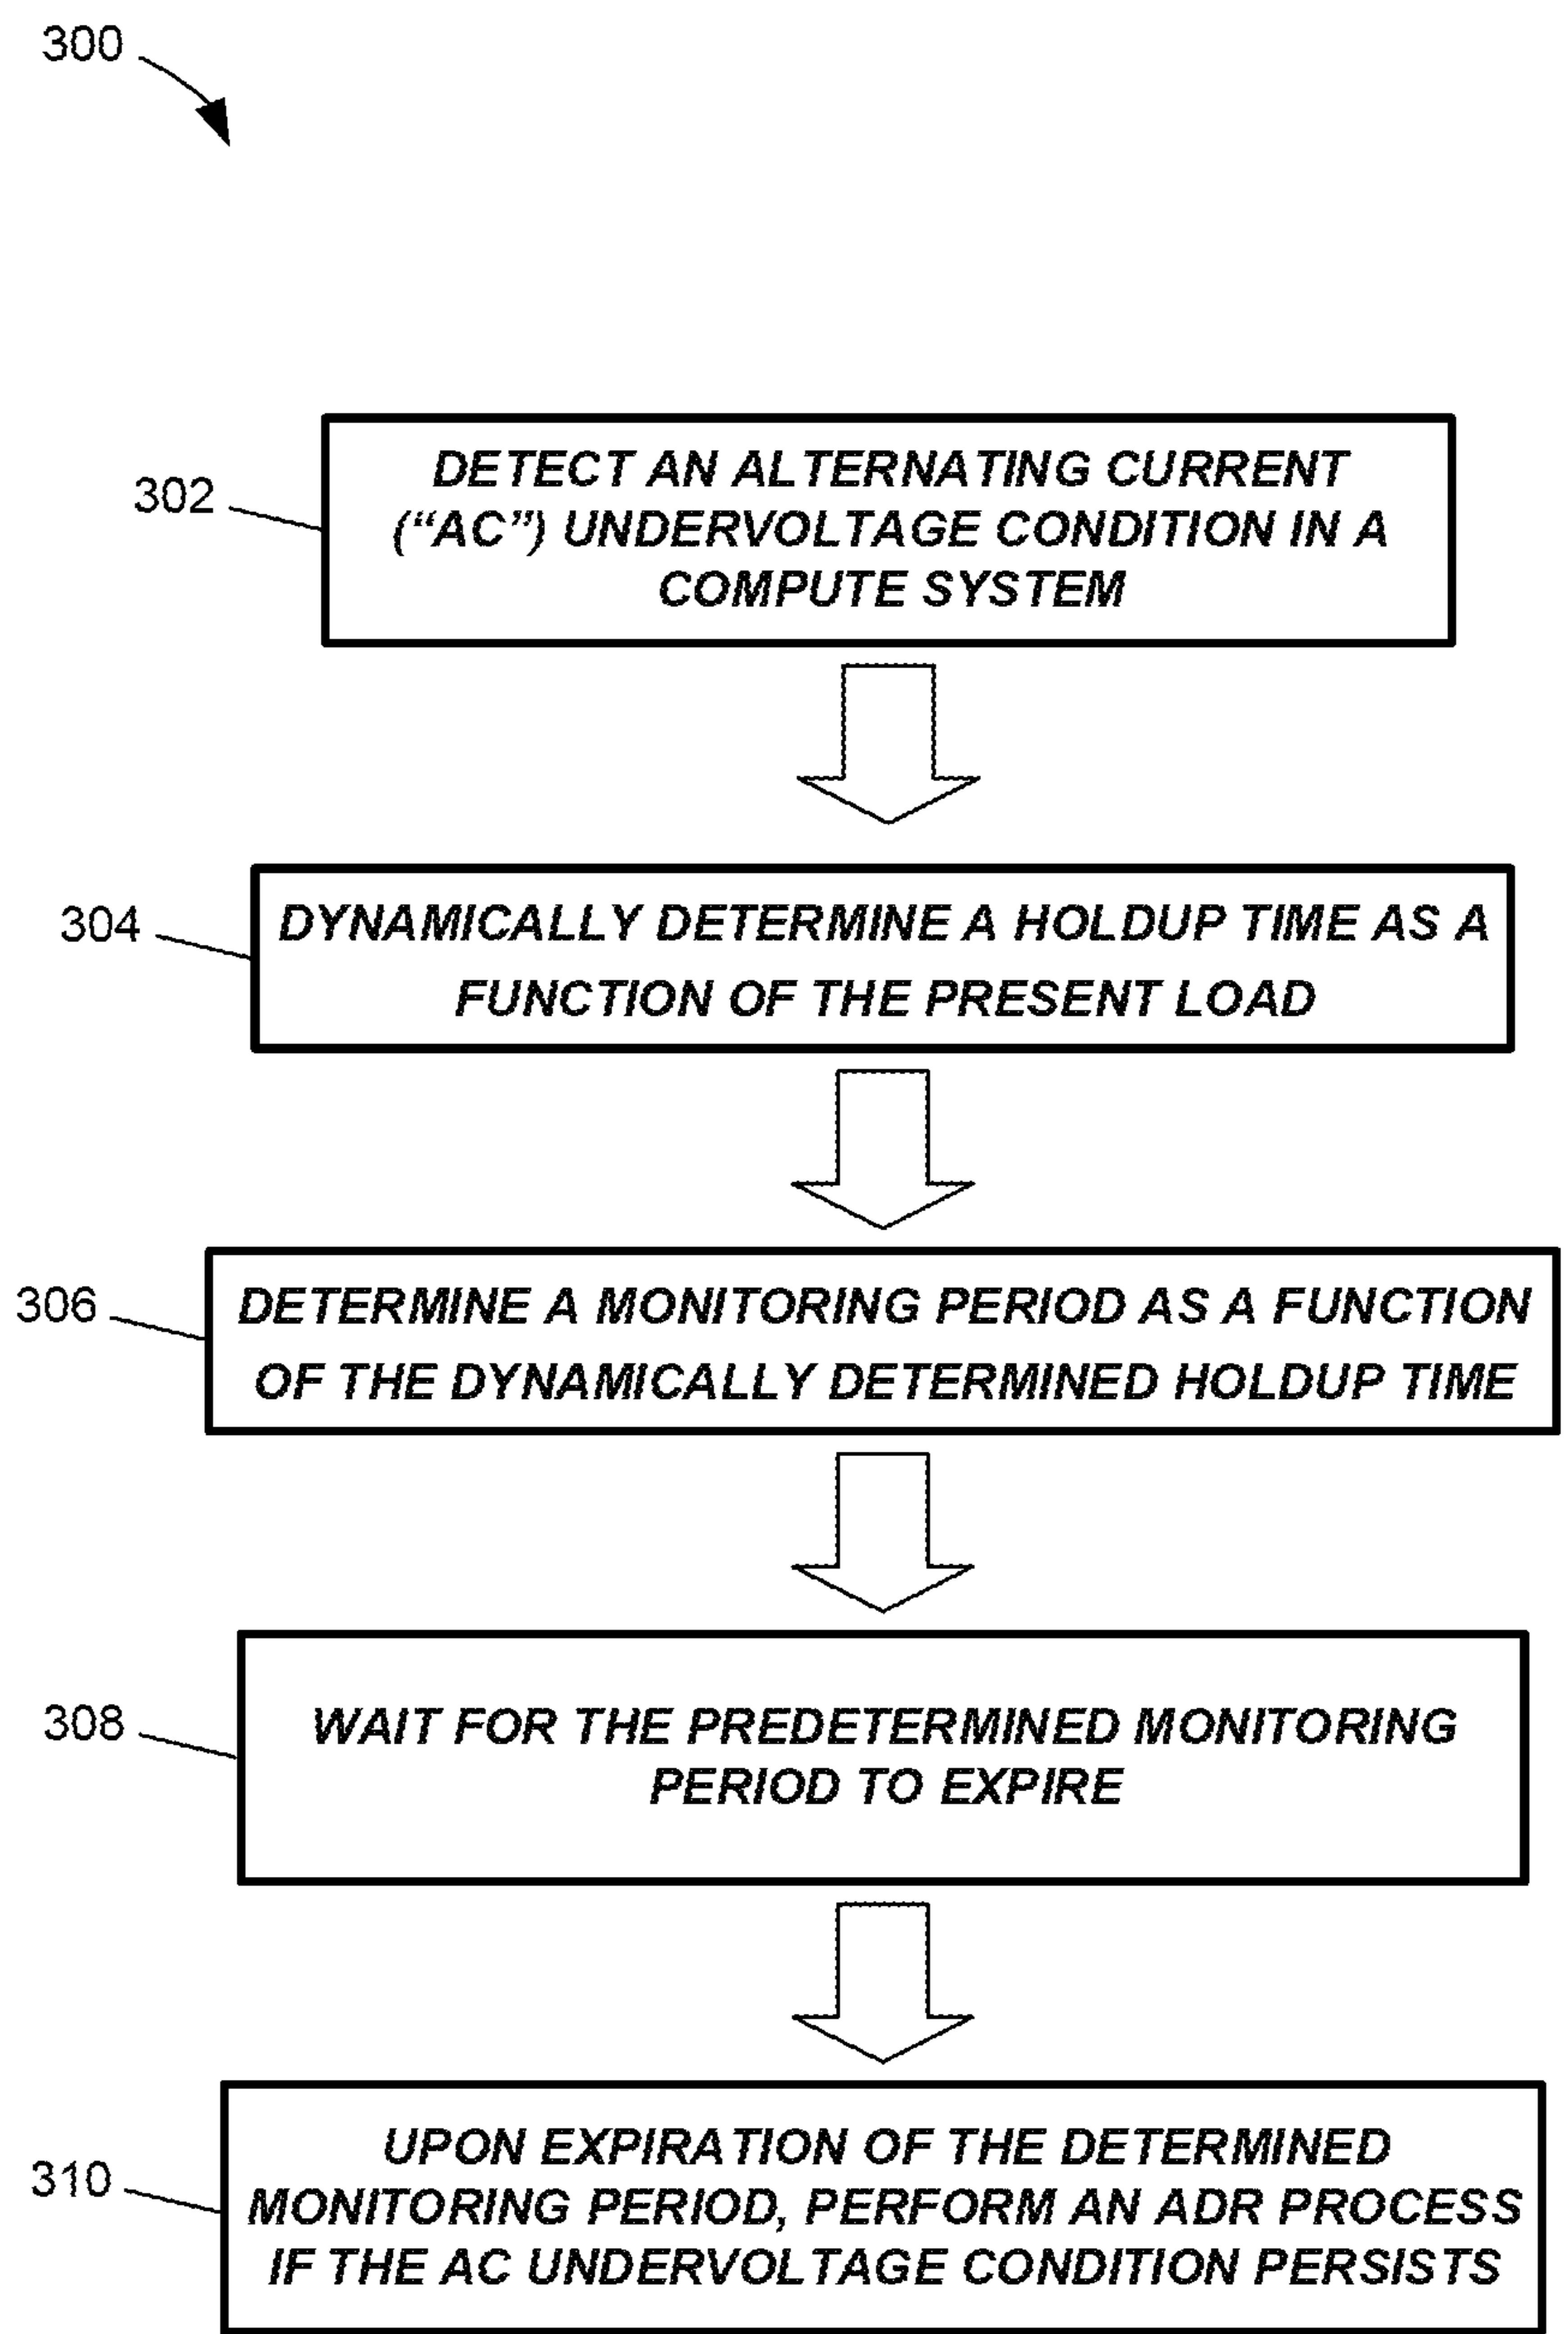 300
302
DETECT AN ALTERNATING CURRENT
(“AC”) UNDERVOLTAGE CONDITION IN A
COMPUTE SYSTEM
304
DYNAMICALLY DETERMINE A HOLDUP TIME AS A
FUNCTION OF THE PRESENT LOAD
306
DETERMINE A MONITORING PERIOD AS A FUNCTION
OF THE DYNAMICALLY DETERMINED HOLDUP TIME
308
WAIT FOR THE PREDETERMINED MONITORING
PERIOD TO EXPIRE
310
UPON EXPIRATION OF THE DETERMINED
MONITORING PERIOD, PERFORM AN ADR PROCESS
IF THE AC UNDERVOLTAGE CONDITION PERSISTS